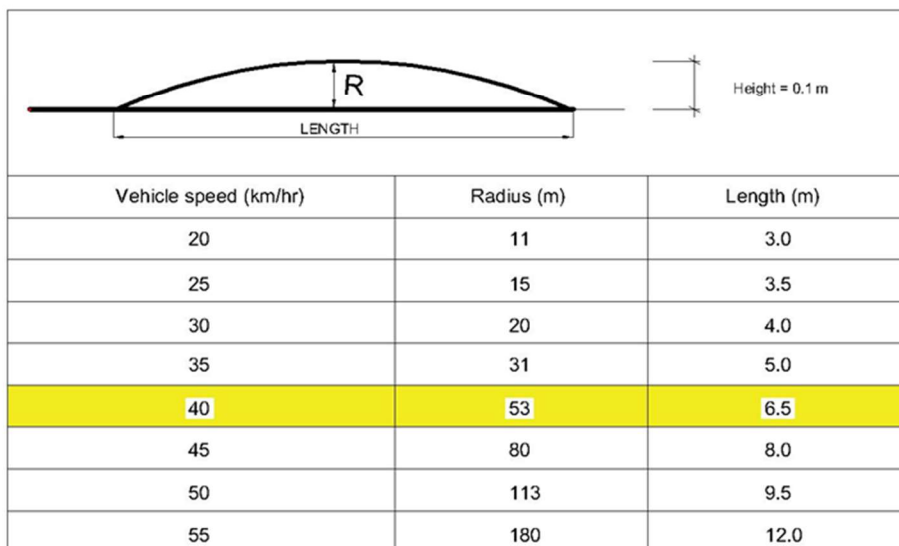 R
Height = 0.1 m
LENGTH
Vehicle speed (km/hr) Radius (m) Length (m)
20 11 3.0
25 15 3.5
30 20 4.0
35 31 5.0
40 53 6.5
45 80 8.0
50 113 9.5
55 180 12.0